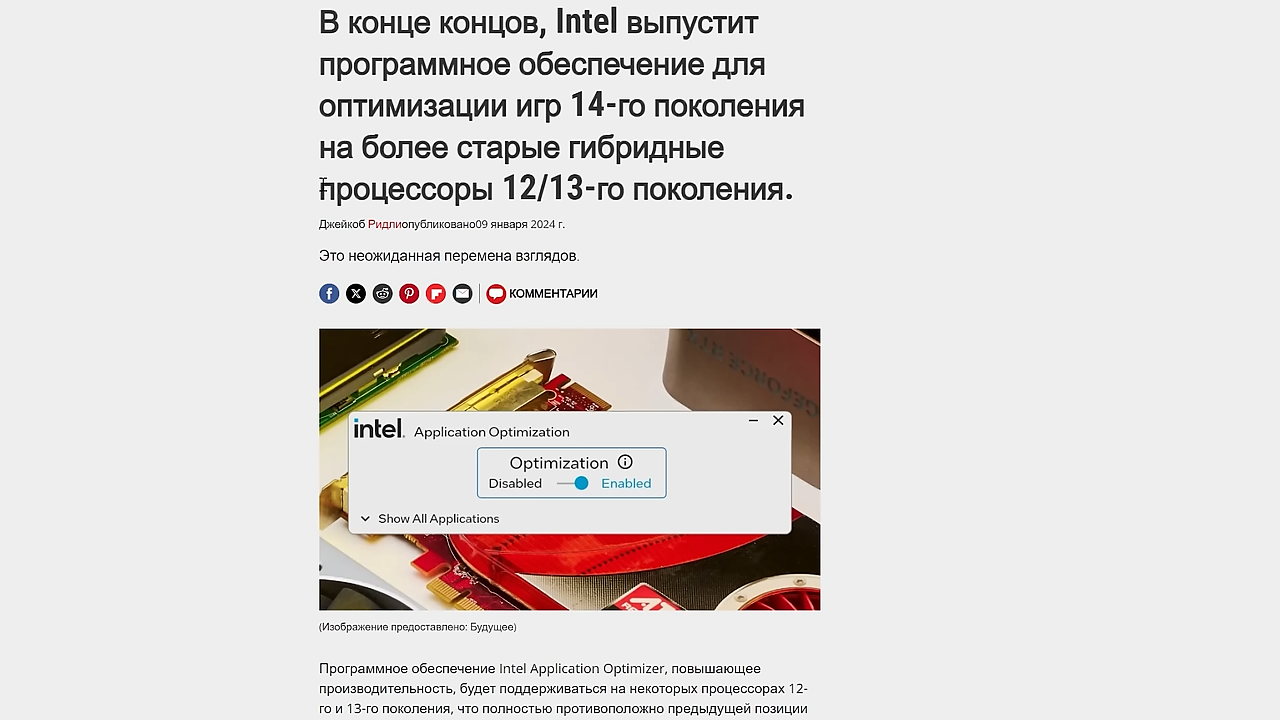 В конце концов, Intel выпустит
программное обеспечение для
оптимизации игр 14-го поколения
на более старые гибридные
процессоры 12/13-го поколения.
Джейкоб Ридлиопубликовано09 января 2024 г.
Это неожиданная перемена взглядов.
КОММЕНТАРИИ
intel. Application Optimization
Optimization
Disabled Enabled
Show All Applications
(Изображение предоставлено: Будущее)
Программное обеспечение Intel Application Optimizer, повышающее
производительность, будет поддерживаться на некоторых процессорах 12-
го и 13-го поколения, что полностью противоположно предыдущей позиции